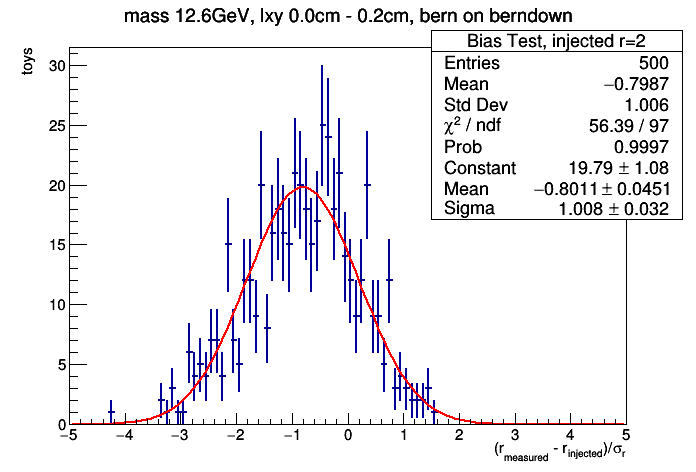 mass 12.6GeV, lxy 0.0cm - 0.2cm, bern on berndown
Bias Test, injected r=2
Entries 500
Mean −0.7987
Std Dev 1.006
χ² / ndf 56.39 / 97
Prob 0.9997
Constant 19.79 ± 1.08
Mean −0.8011 ± 0.0451
Sigma 1.008 ± 0.032
toys
30
25
20
15
10
5
0
−5 −4 −3 −2 −1 0 1 2 3 4 5
(r_measured - r_injected)/σ_r